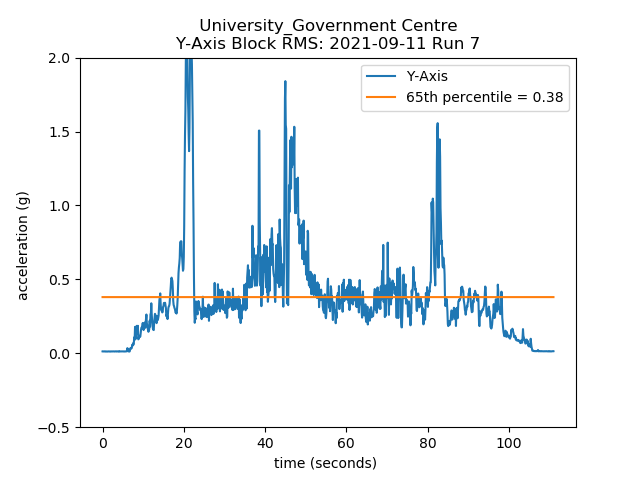 University_Government Centre
Y-Axis Block RMS: 2021-09-11 Run 7
Y-Axis
65th percentile = 0.38
2.0
1.5
1.0
0.5
0.0
−0.5
acceleration (g)
0 20 40 60 80 100
time (seconds)